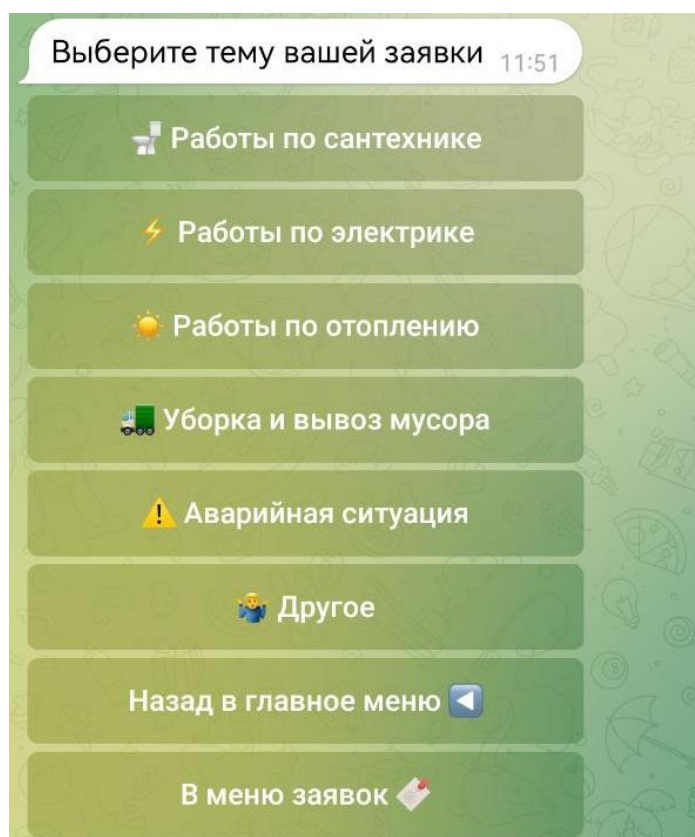 Выберите тему вашей заявки 11:51
🚽 Работы по сантехнике
⚡ Работы по электрике
☀️ Работы по отоплению
🚛 Уборка и вывоз мусора
⚠️ Аварийная ситуация
🤷‍♂️ Другое
Назад в главное меню ◀️
В меню заявок 📌